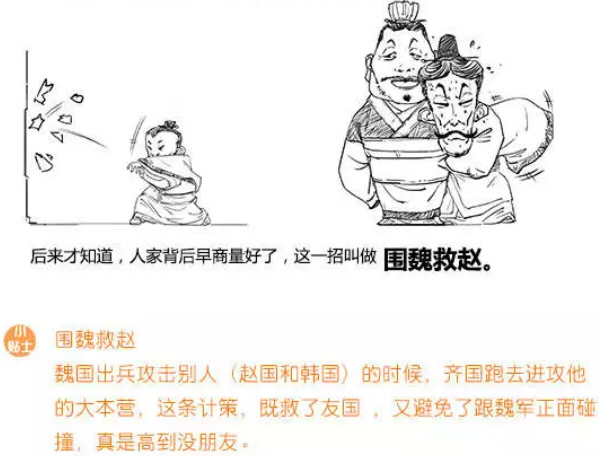 后来才知道，人家背后早商量好了，这一招叫做 围魏救赵。
小贴士
围魏救赵
魏国出兵攻击别人（赵国和韩国）的时候，齐国跑去进攻他
的大本营，这条计策，既救了友国 ，又避免了跟魏军正面碰
撞，真是高到没朋友。